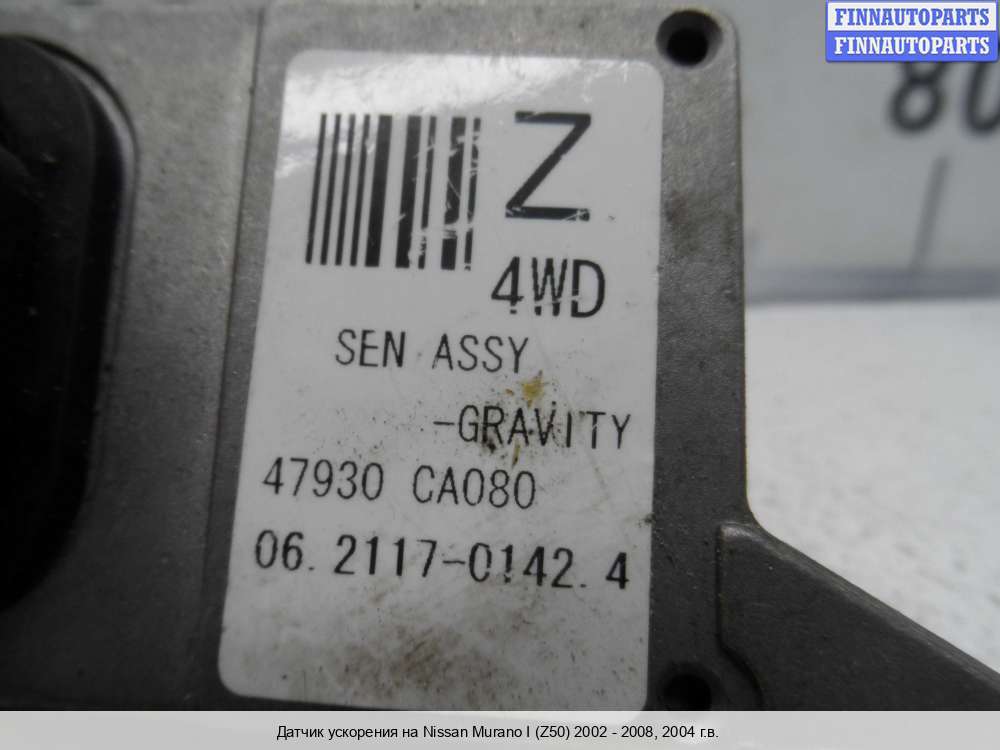 FINNAUTOPARTS
FINNAUTOPARTS
80
Z
4WD
SEN ASSY
-GRAVITY
47930 CA080
06.2117-0142.4
Датчик ускорения на Nissan Murano I (Z50) 2002 - 2008, 2004 г.в.